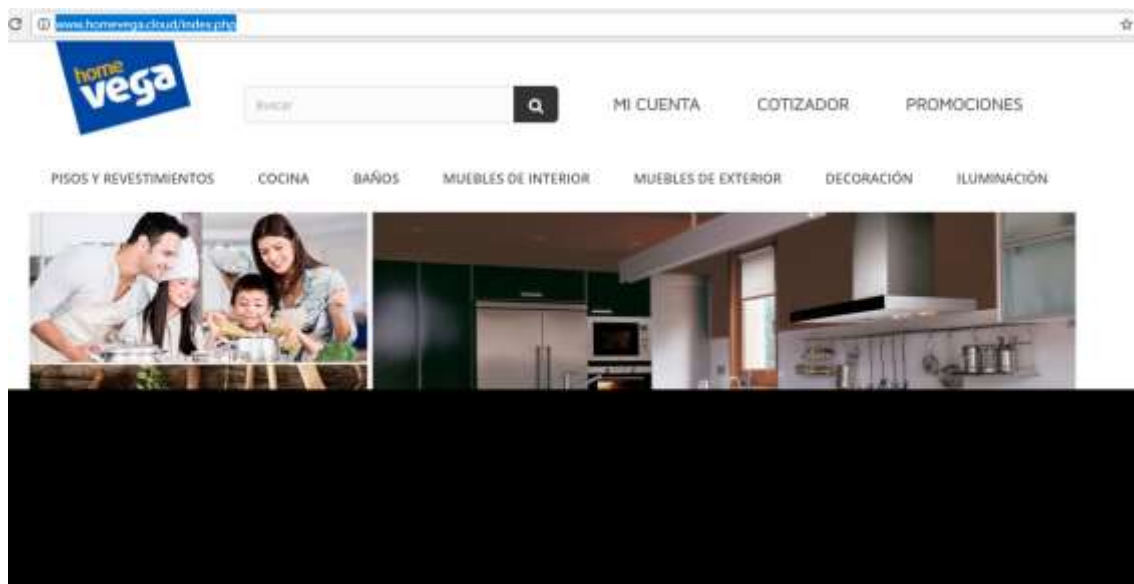 www.homevega.cloud/index.php
home
vega
Buscar
MI CUENTA COTIZADOR PROMOCIONES
PISOS Y REVESTIMIENTOS COCINA BAÑOS MUEBLES DE INTERIOR MUEBLES DE EXTERIOR DECORACIÓN ILUMINACIÓN